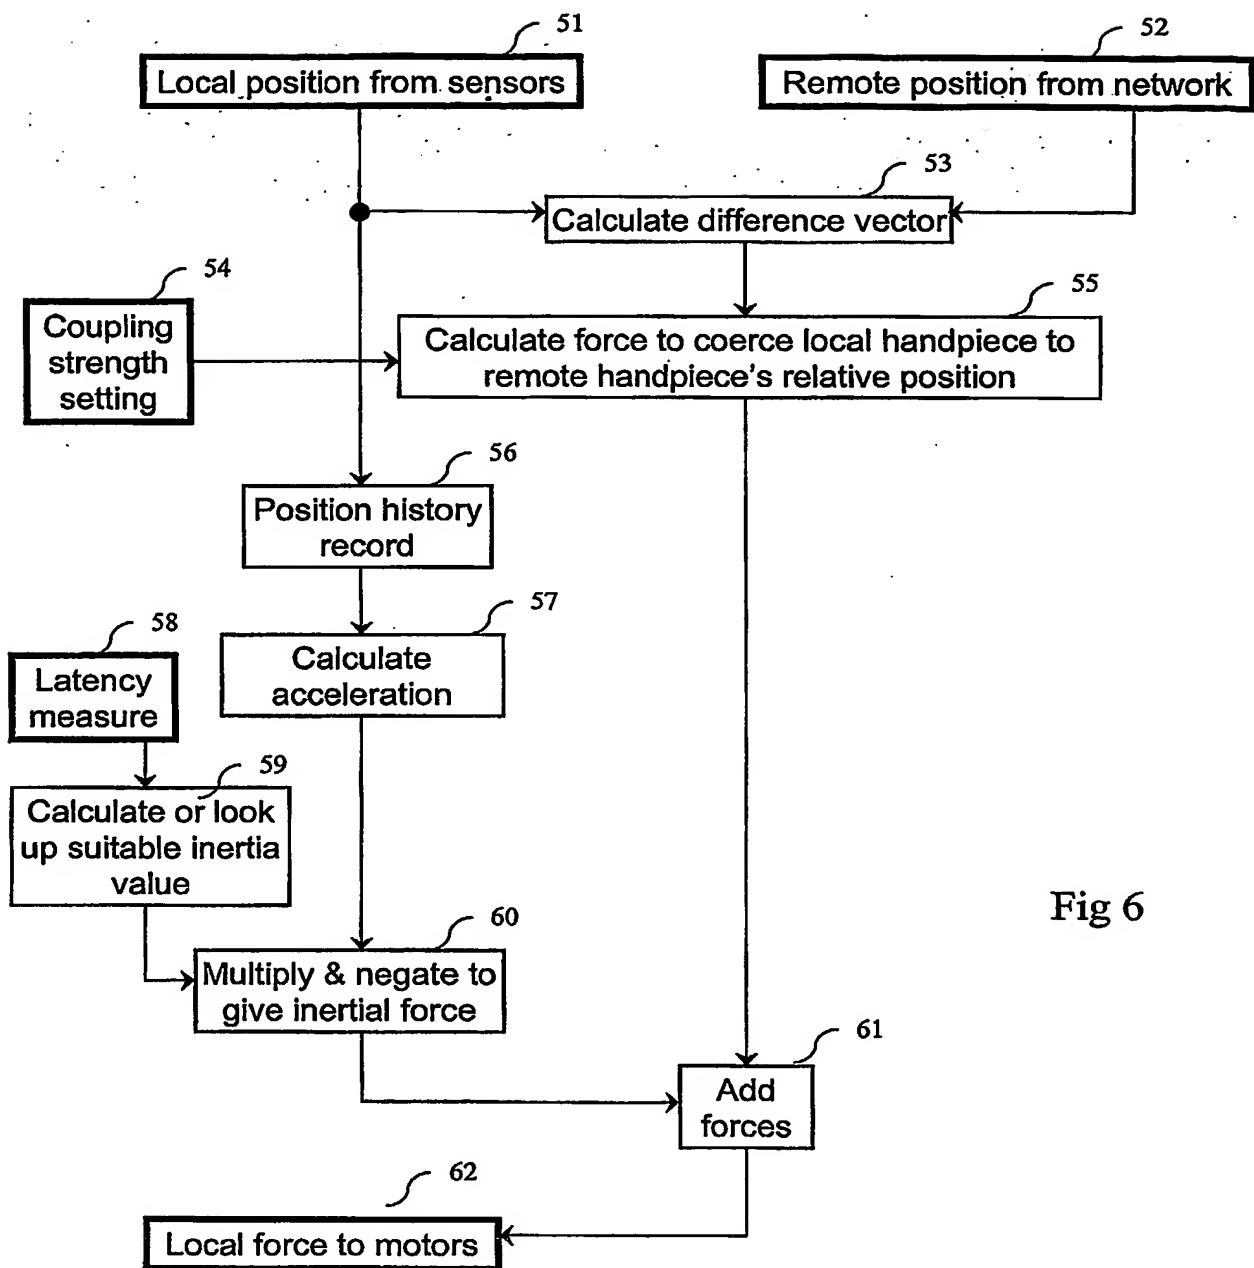 51
52
Local position from sensors
Remote position from network
53
Calculate difference vector
54
55
Coupling
strength
setting
Calculate force to coerce local handpiece to
remote handpiece's relative position
56
Position history
record
57
58
Calculate
acceleration
Latency
measure
59
Calculate or look
up suitable inertia
value
Fig 6
60
Multiply & negate to
give inertial force
61
Add
forces
62
Local force to motors